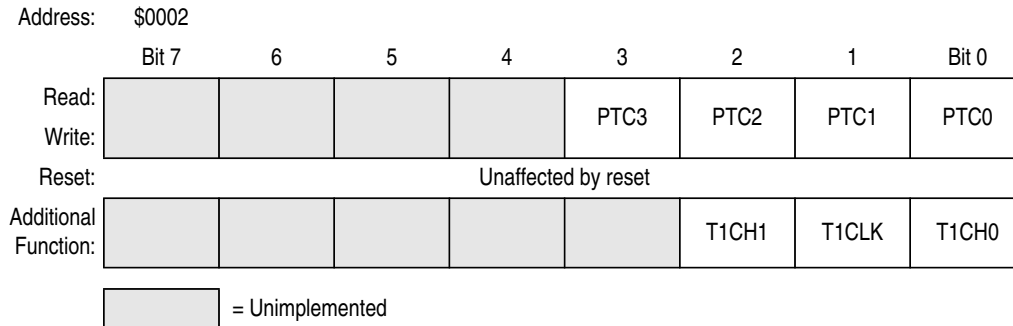 Address: $0002
Bit 7 6 5 4 3 2 1 Bit 0
Read:
PTC3 PTC2 PTC1 PTC0
Write:
Reset: Unaffected by reset
Additional
T1CH1 T1CLK T1CH0
Function:
= Unimplemented